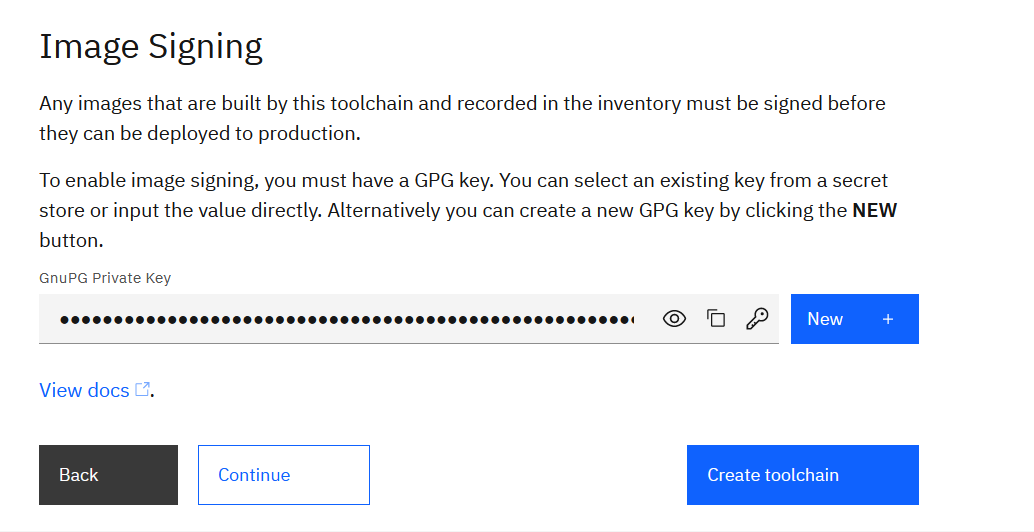 Image Signing
Any images that are built by this toolchain and recorded in the inventory must be signed before
they can be deployed to production.
To enable image signing, you must have a GPG key. You can select an existing key from a secret
store or input the value directly. Alternatively you can create a new GPG key by clicking the NEW
button.
GnuPG Private Key
New +
View docs.
Back
Continue
Create toolchain